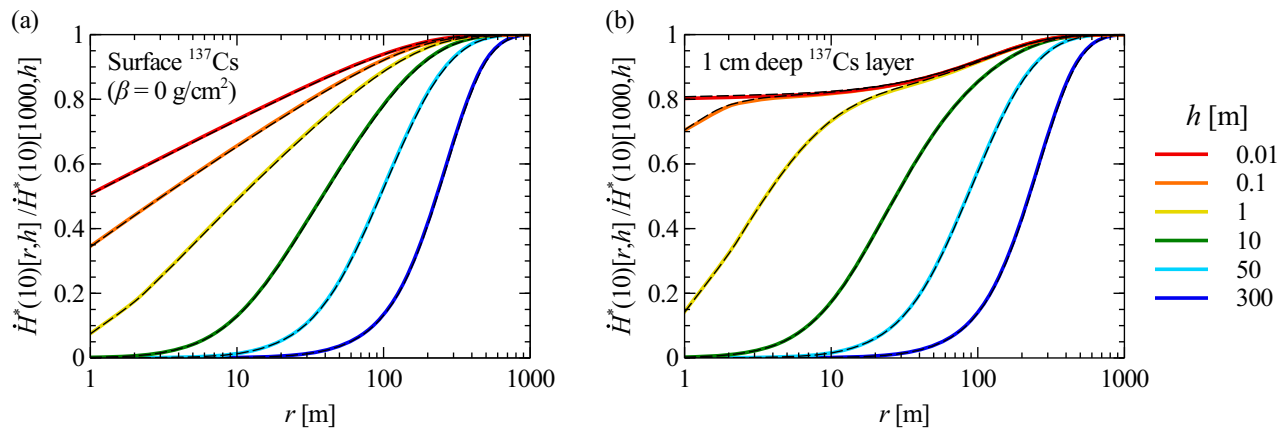 (a)
Surface ¹³⁷Cs
(β = 0 g/cm²)
Ḣ*(10)[r,h] /Ḣ*(10)[1000,h]
1
0.8
0.6
0.4
0.2
0
1
10
100
1000
r [m]
(b)
1 cm deep ¹³⁷Cs layer
Ḣ*(10)[r,h] /Ḣ*(10)[1000,h]
1
0.8
0.6
0.4
0.2
0
1
10
100
1000
r [m]
h [m]
0.01
0.1
1
10
50
300